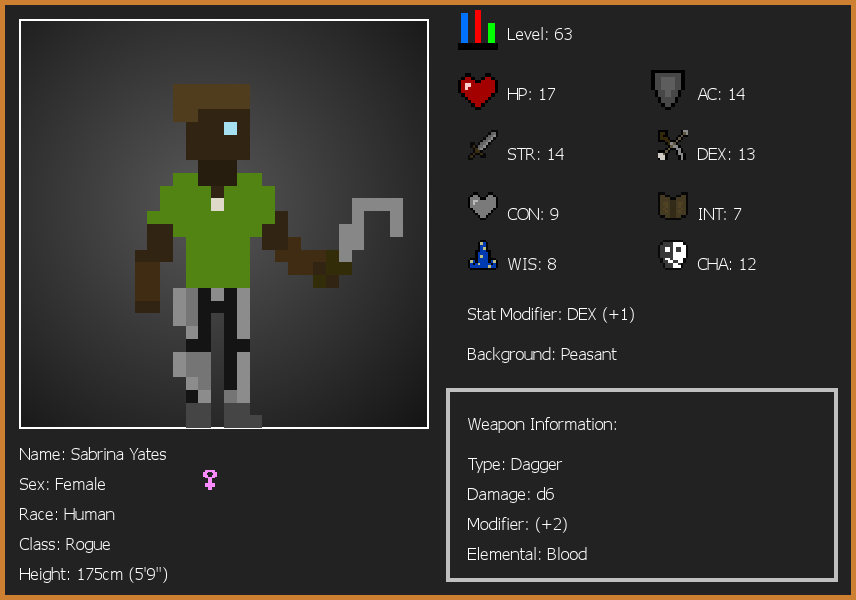 Level: 63
HP: 17
AC: 14
STR: 14
DEX: 13
CON: 9
INT: 7
WIS: 8
CHA: 12
Stat Modifier: DEX (+1)
Background: Peasant
Weapon Information:
Type: Dagger
Damage: d6
Modifier: (+2)
Elemental: Blood
Name: Sabrina Yates
Sex: Female
Race: Human
Class: Rogue
Height: 175cm (5'9")